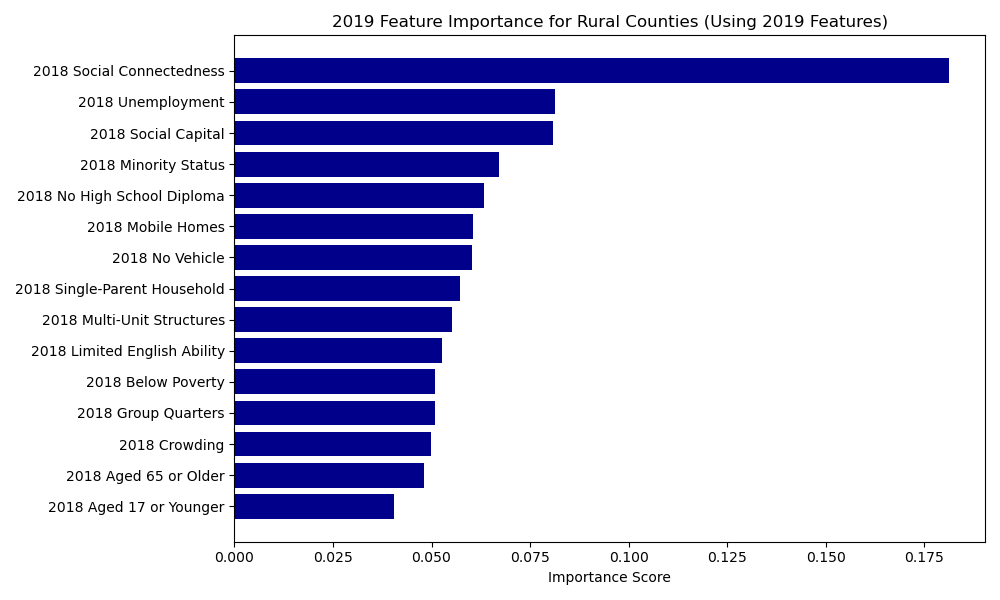 2019 Feature Importance for Rural Counties (Using 2019 Features)
2018 Social Connectedness
2018 Unemployment
2018 Social Capital
2018 Minority Status
2018 No High School Diploma
2018 Mobile Homes
2018 No Vehicle
2018 Single-Parent Household
2018 Multi-Unit Structures
2018 Limited English Ability
2018 Below Poverty
2018 Group Quarters
2018 Crowding
2018 Aged 65 or Older
2018 Aged 17 or Younger
0.000 0.025 0.050 0.075 0.100 0.125 0.150 0.175
Importance Score